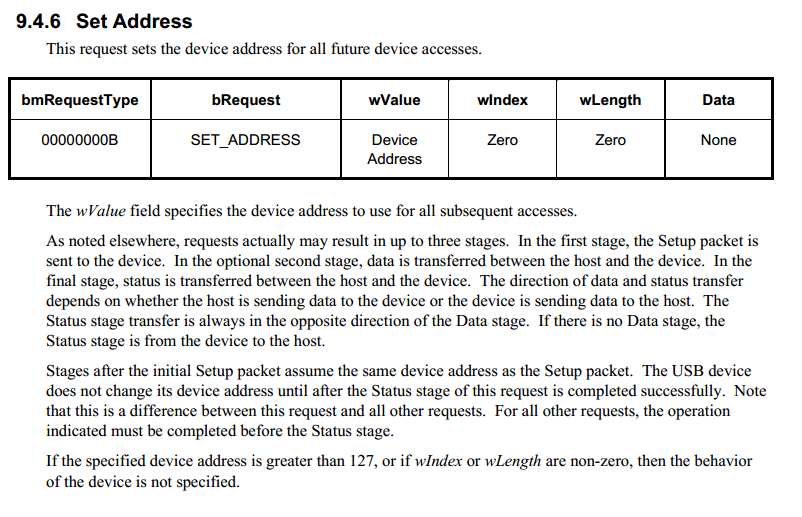 9.4.6 Set Address
This request sets the device address for all future device accesses.
bmRequestType bRequest wValue wIndex wLength Data
00000000B SET_ADDRESS Device Address Zero Zero None
The wValue field specifies the device address to use for all subsequent accesses.
As noted elsewhere, requests actually may result in up to three stages. In the first stage, the Setup packet is
sent to the device. In the optional second stage, data is transferred between the host and the device. In the
final stage, status is transferred between the host and the device. The direction of data and status transfer
depends on whether the host is sending data to the device or the device is sending data to the host. The
Status stage transfer is always in the opposite direction of the Data stage. If there is no Data stage, the
Status stage is from the device to the host.
Stages after the initial Setup packet assume the same device address as the Setup packet. The USB device
does not change its device address until after the Status stage of this request is completed successfully. Note
that this is a difference between this request and all other requests. For all other requests, the operation
indicated must be completed before the Status stage.
If the specified device address is greater than 127, or if wIndex or wLength are non-zero, then the behavior
of the device is not specified.